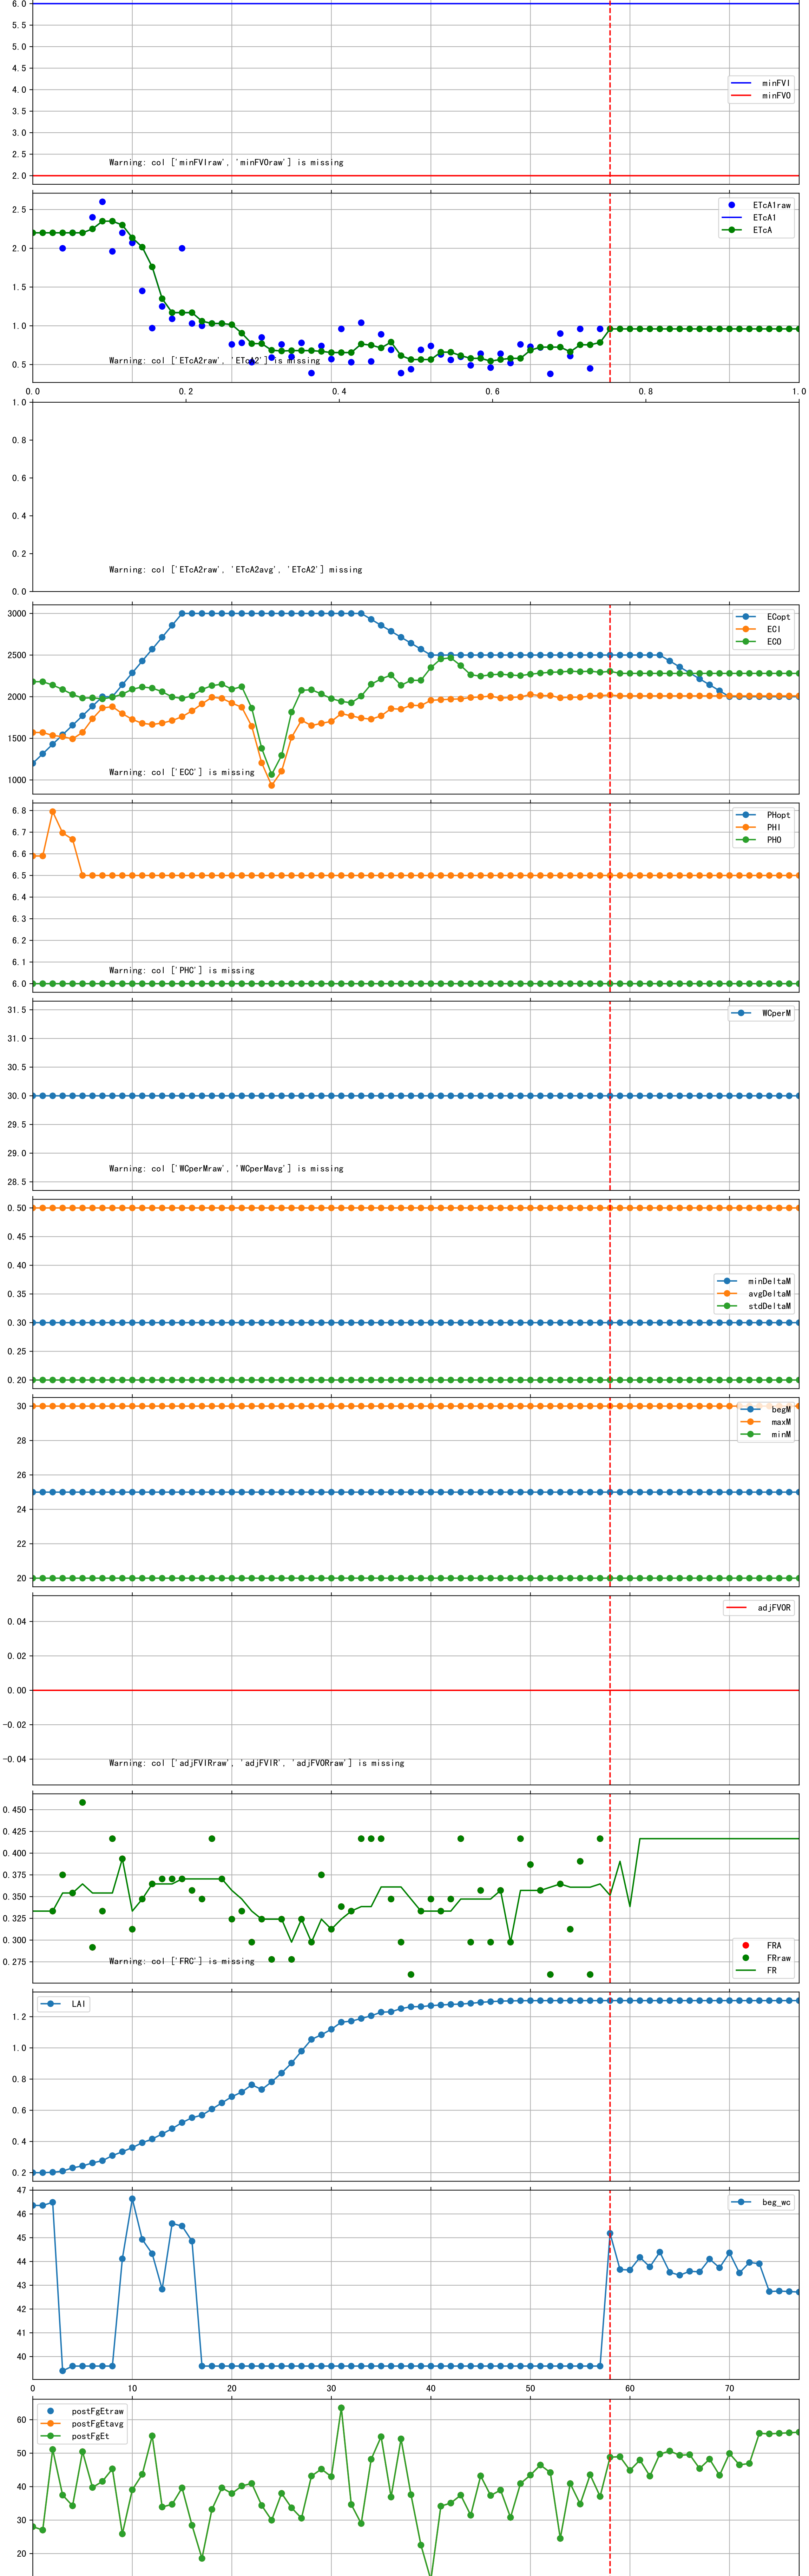 6.0
5.5
5.0
4.5
4.0
3.5
3.0
2.5
2.0
minFVI
minFVO
Warning: col ['minFVIraw', 'minFVOraw'] is missing
2.5
2.0
1.5
1.0
0.5
ETcA1raw
ETcA1
ETcA
Warning: col ['ETcA2raw', 'ETcA2'] is missing
0.0 0.2 0.4 0.6 0.8 1.0
1.0
0.8
0.6
0.4
0.2
0.0
Warning: col ['ETcA2raw', 'ETcA2avg', 'ETcA2'] missing
3000
2500
2000
1500
1000
ECopt
ECI
ECO
Warning: col ['ECC'] is missing
6.8
6.7
6.6
6.5
6.4
6.3
6.2
6.1
6.0
PHopt
PHI
PHO
Warning: col ['PHC'] is missing
31.5
31.0
30.5
30.0
29.5
29.0
28.5
WCperM
Warning: col ['WCperMraw', 'WCperMavg'] is missing
0.50
0.45
0.40
0.35
0.30
0.25
0.20
minDeltaM
avgDeltaM
stdDeltaM
30
28
26
24
22
20
begM
maxM
minM
0.04
0.02
0.00
−0.02
−0.04
adjFVOR
Warning: col ['adjFVIRraw', 'adjFVIR', 'adjFVORraw'] is missing
0.450
0.425
0.400
0.375
0.350
0.325
0.300
0.275
FRA
FRraw
FR
Warning: col ['FRC'] is missing
1.2
1.0
0.8
0.6
0.4
0.2
LAI
47
46
45
44
43
42
41
40
beg_wc
0 10 20 30 40 50 60 70
60
50
40
30
20
postFgEtraw
postFgEtavg
postFgEt